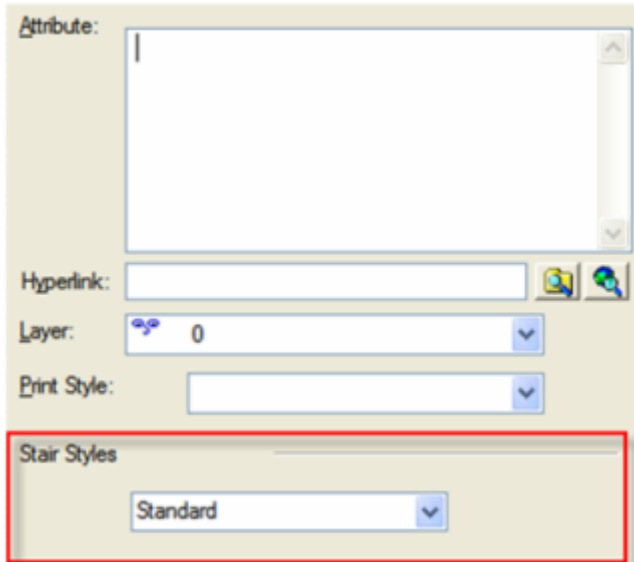 Attribute:
Hyperlink:
Layer: 0
Print Style:
Stair Styles
Standard